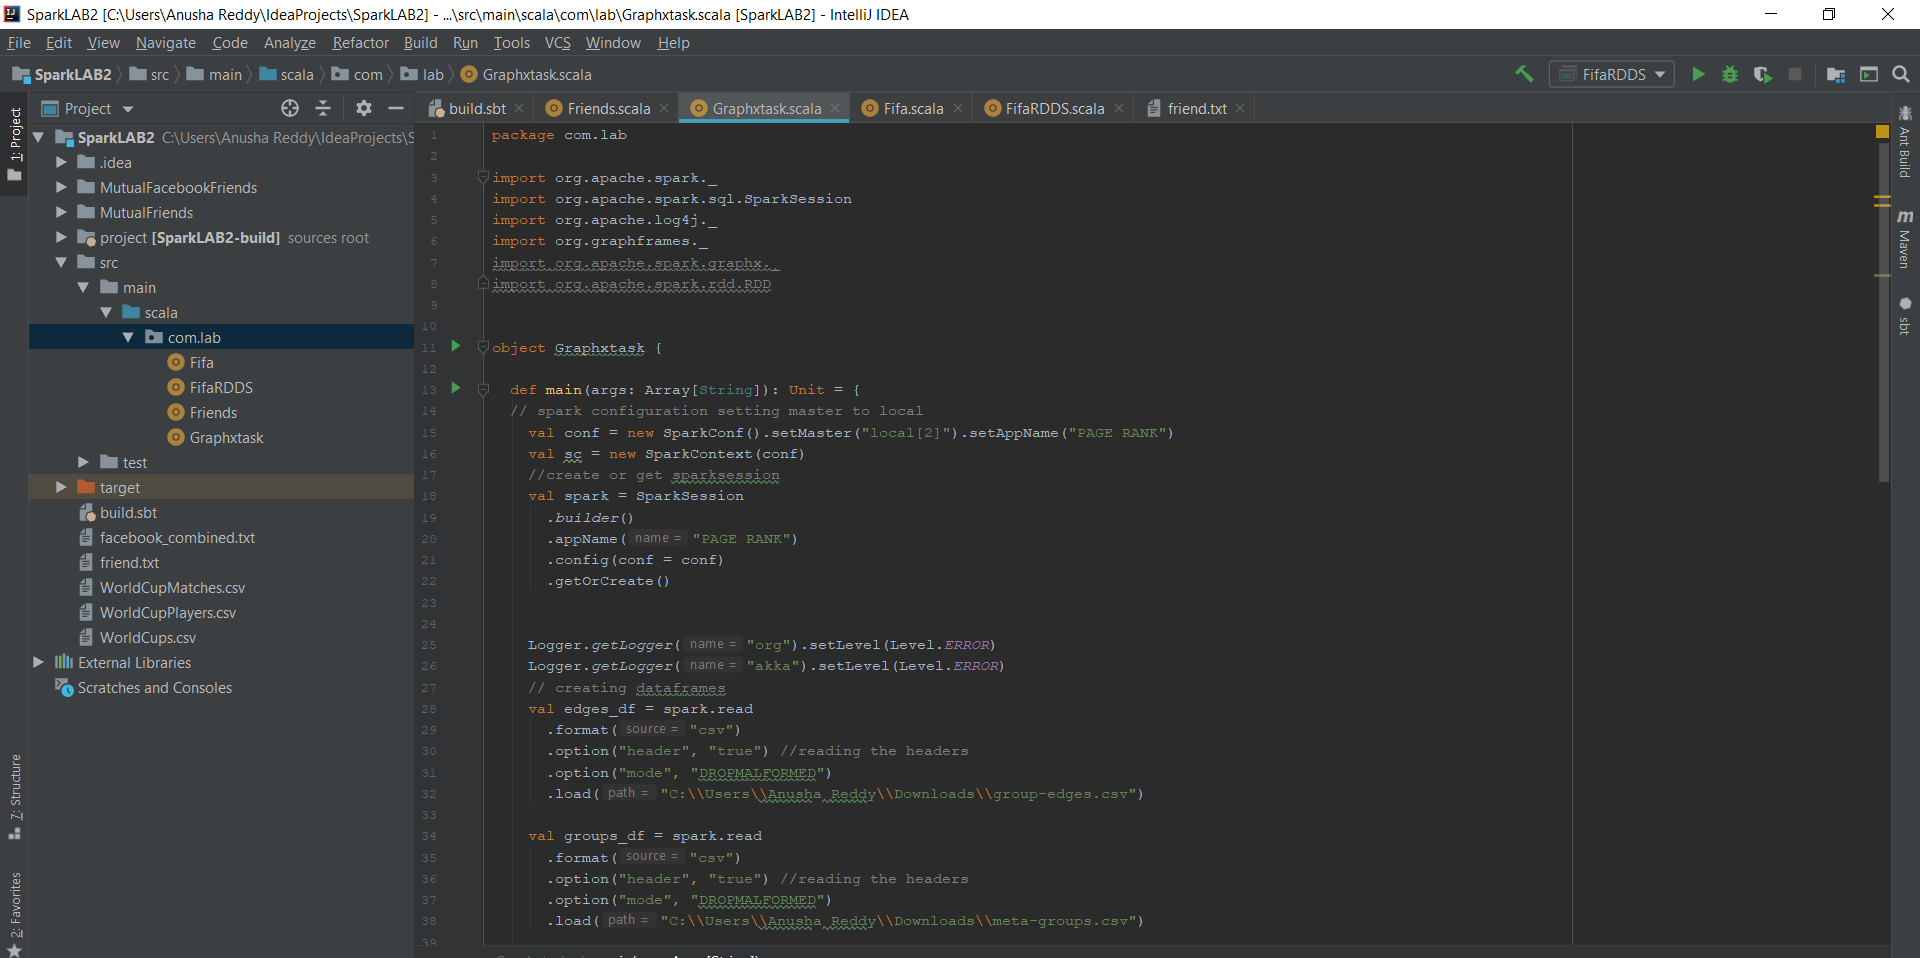 SparkLAB2 [C:\Users\Anusha Reddy\IdeaProjects\SparkLAB2] - ...\src\main\scala\com\lab\Graphxtask.scala [SparkLAB2] - IntelliJ IDEA
File Edit View Navigate Code Analyze Refactor Build Run Tools VCS Window Help
SparkLAB2 src main scala com lab Graphxtask.scala FifaRDDS
Project build.sbt Friends.scala Graphxtask.scala Fifa.scala FifaRDDS.scala friend.txt
1: Project
SparkLAB2 C:\Users\Anusha Reddy\IdeaProjects\S
.idea
MutualFacebookFriends
MutualFriends
project [SparkLAB2-build] sources root
src
main
scala
com.lab
Fifa
FifaRDDS
Friends
Graphxtask
test
target
build.sbt
facebook_combined.txt
friend.txt
WorldCupMatches.csv
WorldCupPlayers.csv
WorldCups.csv
External Libraries
Scratches and Consoles
7: Structure
2: Favorites
1 package com.lab
2
3 import org.apache.spark._
4 import org.apache.spark.sql.SparkSession
5 import org.apache.log4j._
6 import org.graphframes._
7 import org.apache.spark.graphx._
8 import org.apache.spark.rdd.RDD
9
10
11 object Graphxtask {
12
13 def main(args: Array[String]): Unit = {
14 // spark configuration setting master to local
15 val conf = new SparkConf().setMaster("local[2]").setAppName("PAGE RANK")
16 val sc = new SparkContext(conf)
17 //create or get sparksession
18 val spark = SparkSession
19 .builder()
20 .appName( name = "PAGE RANK")
21 .config(conf = conf)
22 .getOrCreate()
23
24
25 Logger.getLogger( name = "org").setLevel(Level.ERROR)
26 Logger.getLogger( name = "akka").setLevel(Level.ERROR)
27 // creating dataframes
28 val edges_df = spark.read
29 .format( source = "csv")
30 .option("header", "true") //reading the headers
31 .option("mode", "DROPMALFORMED")
32 .load( path = "C:\\Users\\Anusha Reddy\\Downloads\\group-edges.csv")
33
34 val groups_df = spark.read
35 .format( source = "csv")
36 .option("header", "true") //reading the headers
37 .option("mode", "DROPMALFORMED")
38 .load( path = "C:\\Users\\Anusha Reddy\\Downloads\\meta-groups.csv")
39
Ant Build
Maven
sbt